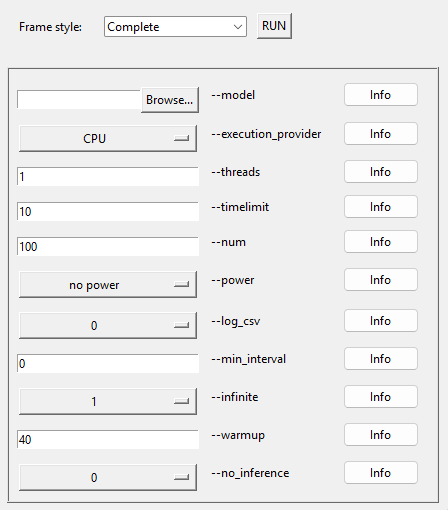 Frame style: Complete RUN
Browse... --model Info
CPU --execution_provider Info
1 --threads Info
10 --timelimit Info
100 --num Info
no power --power Info
0 --log_csv Info
0 --min_interval Info
1 --infinite Info
40 --warmup Info
0 --no_inference Info